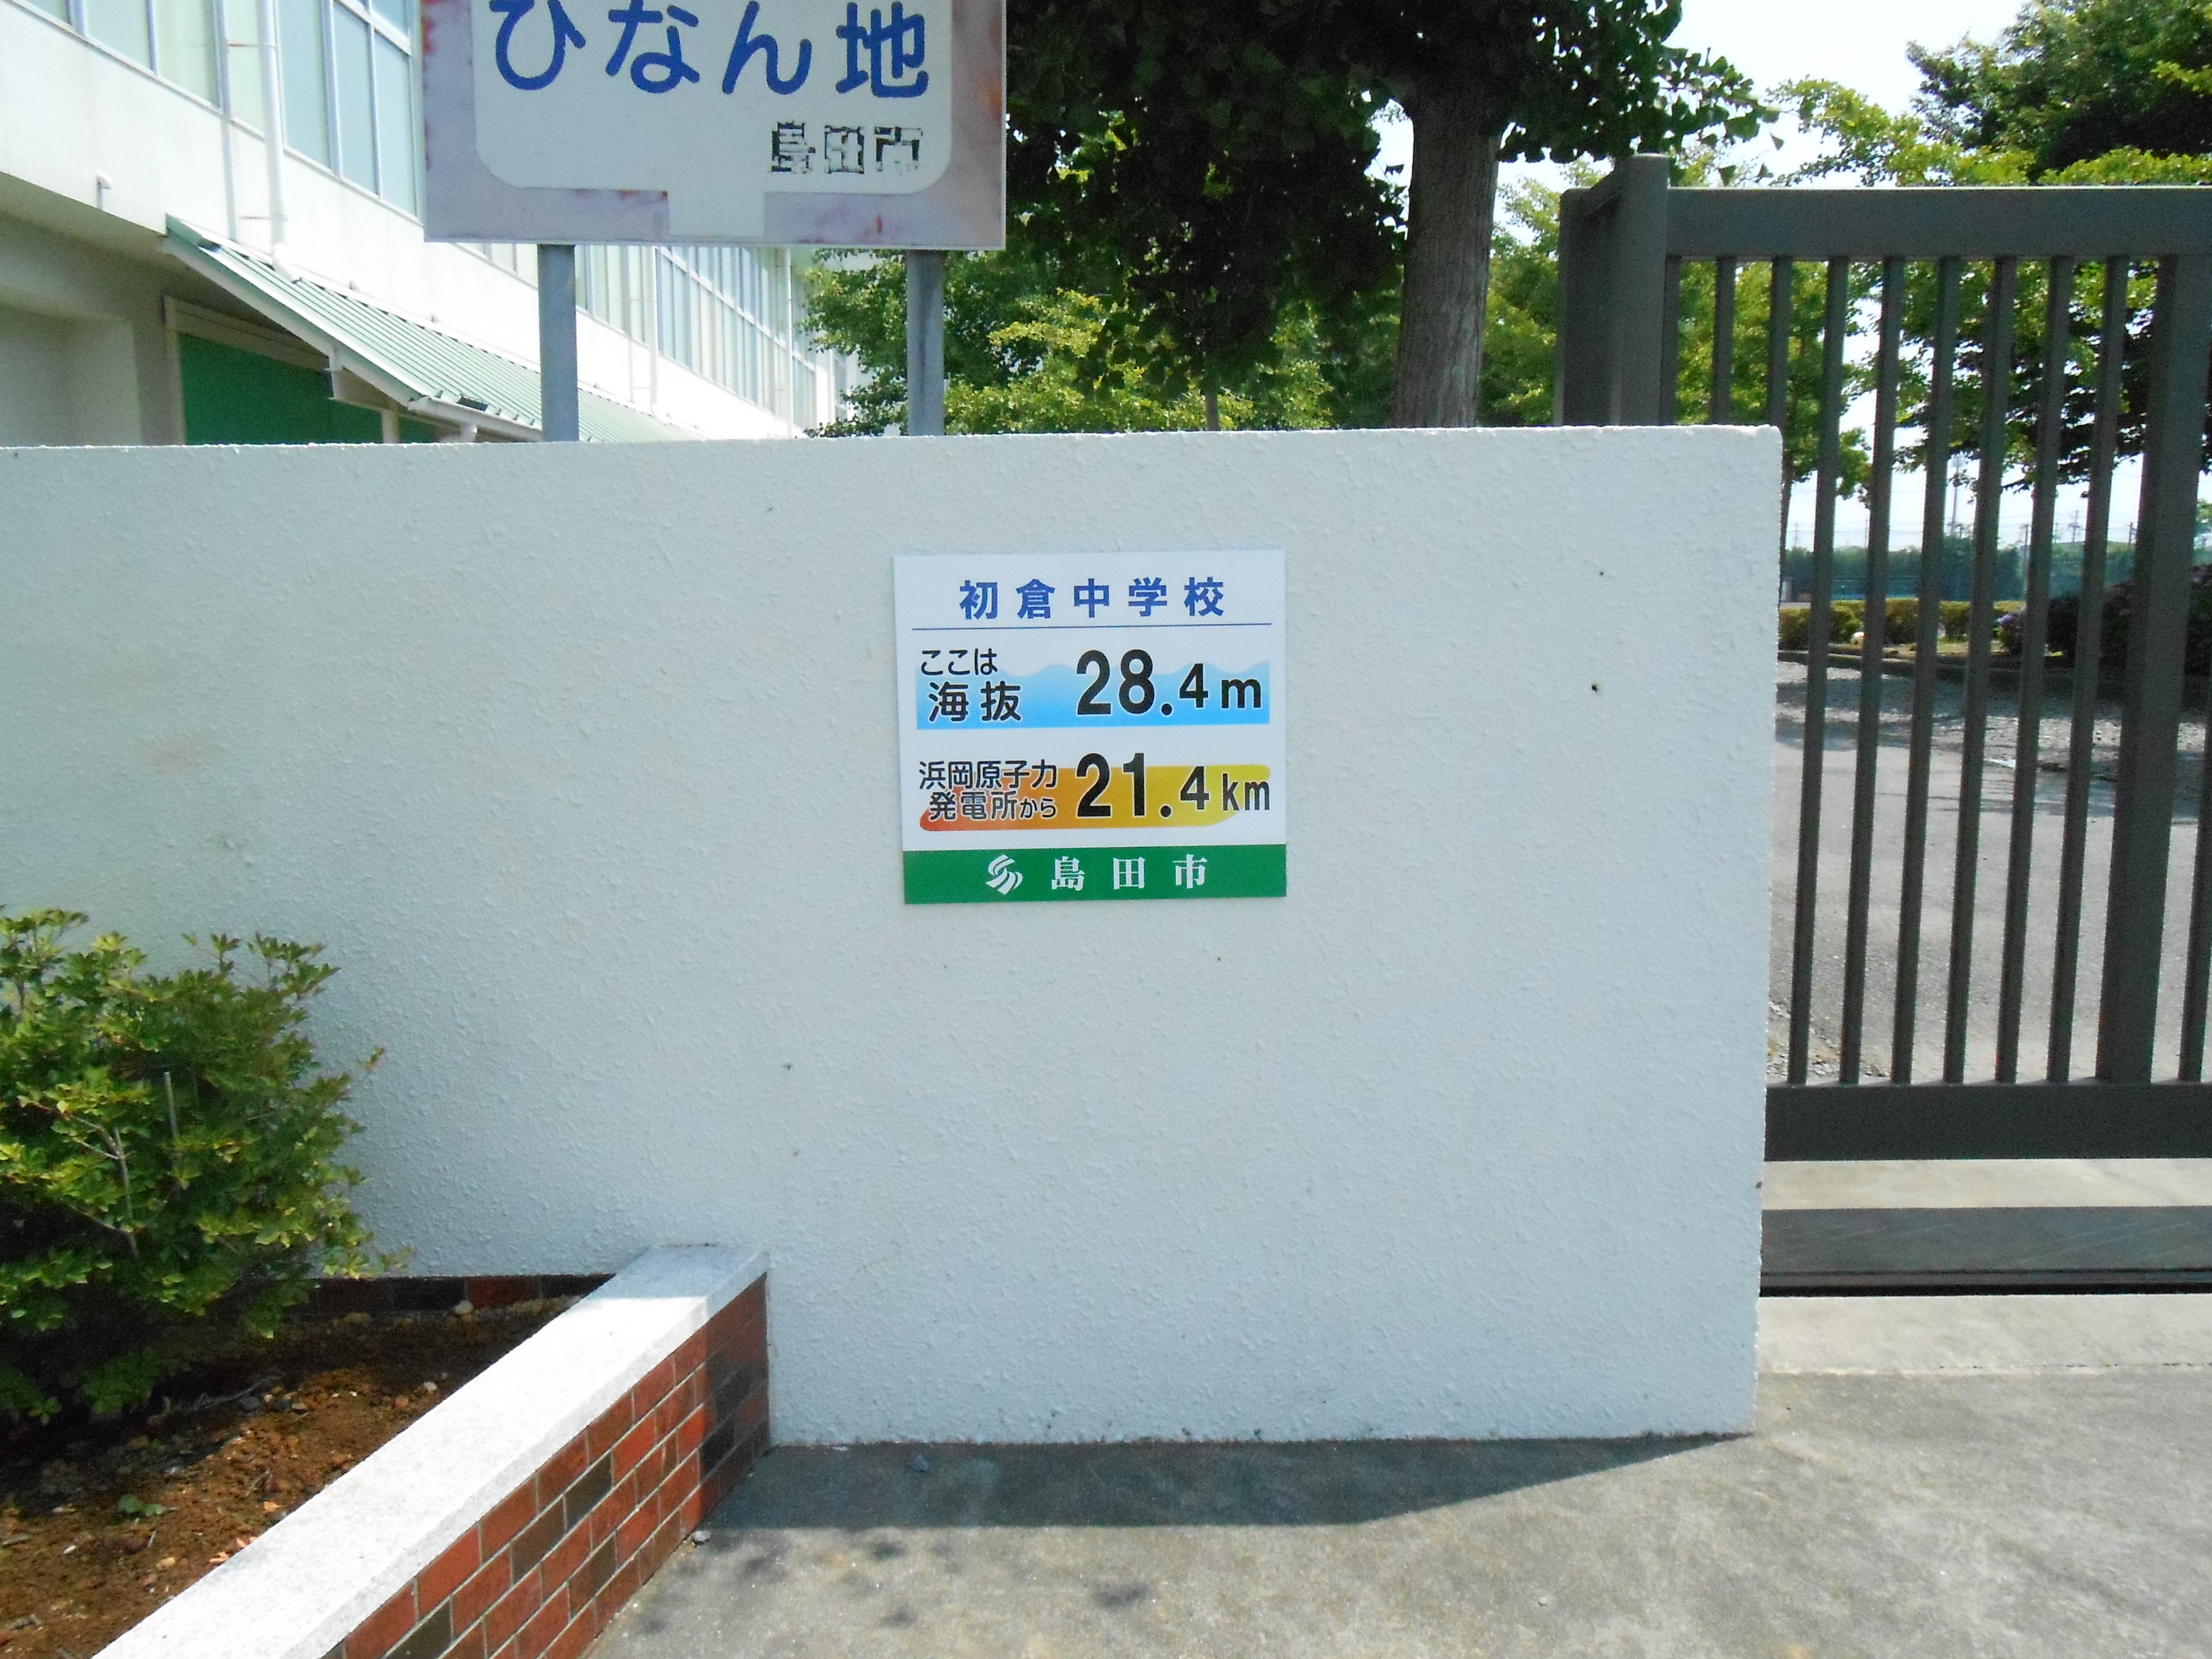 ひなん地
島田市
初倉中学校
ここは
海抜 28.4m
浜岡原子力
発電所から 21.4km
島田市